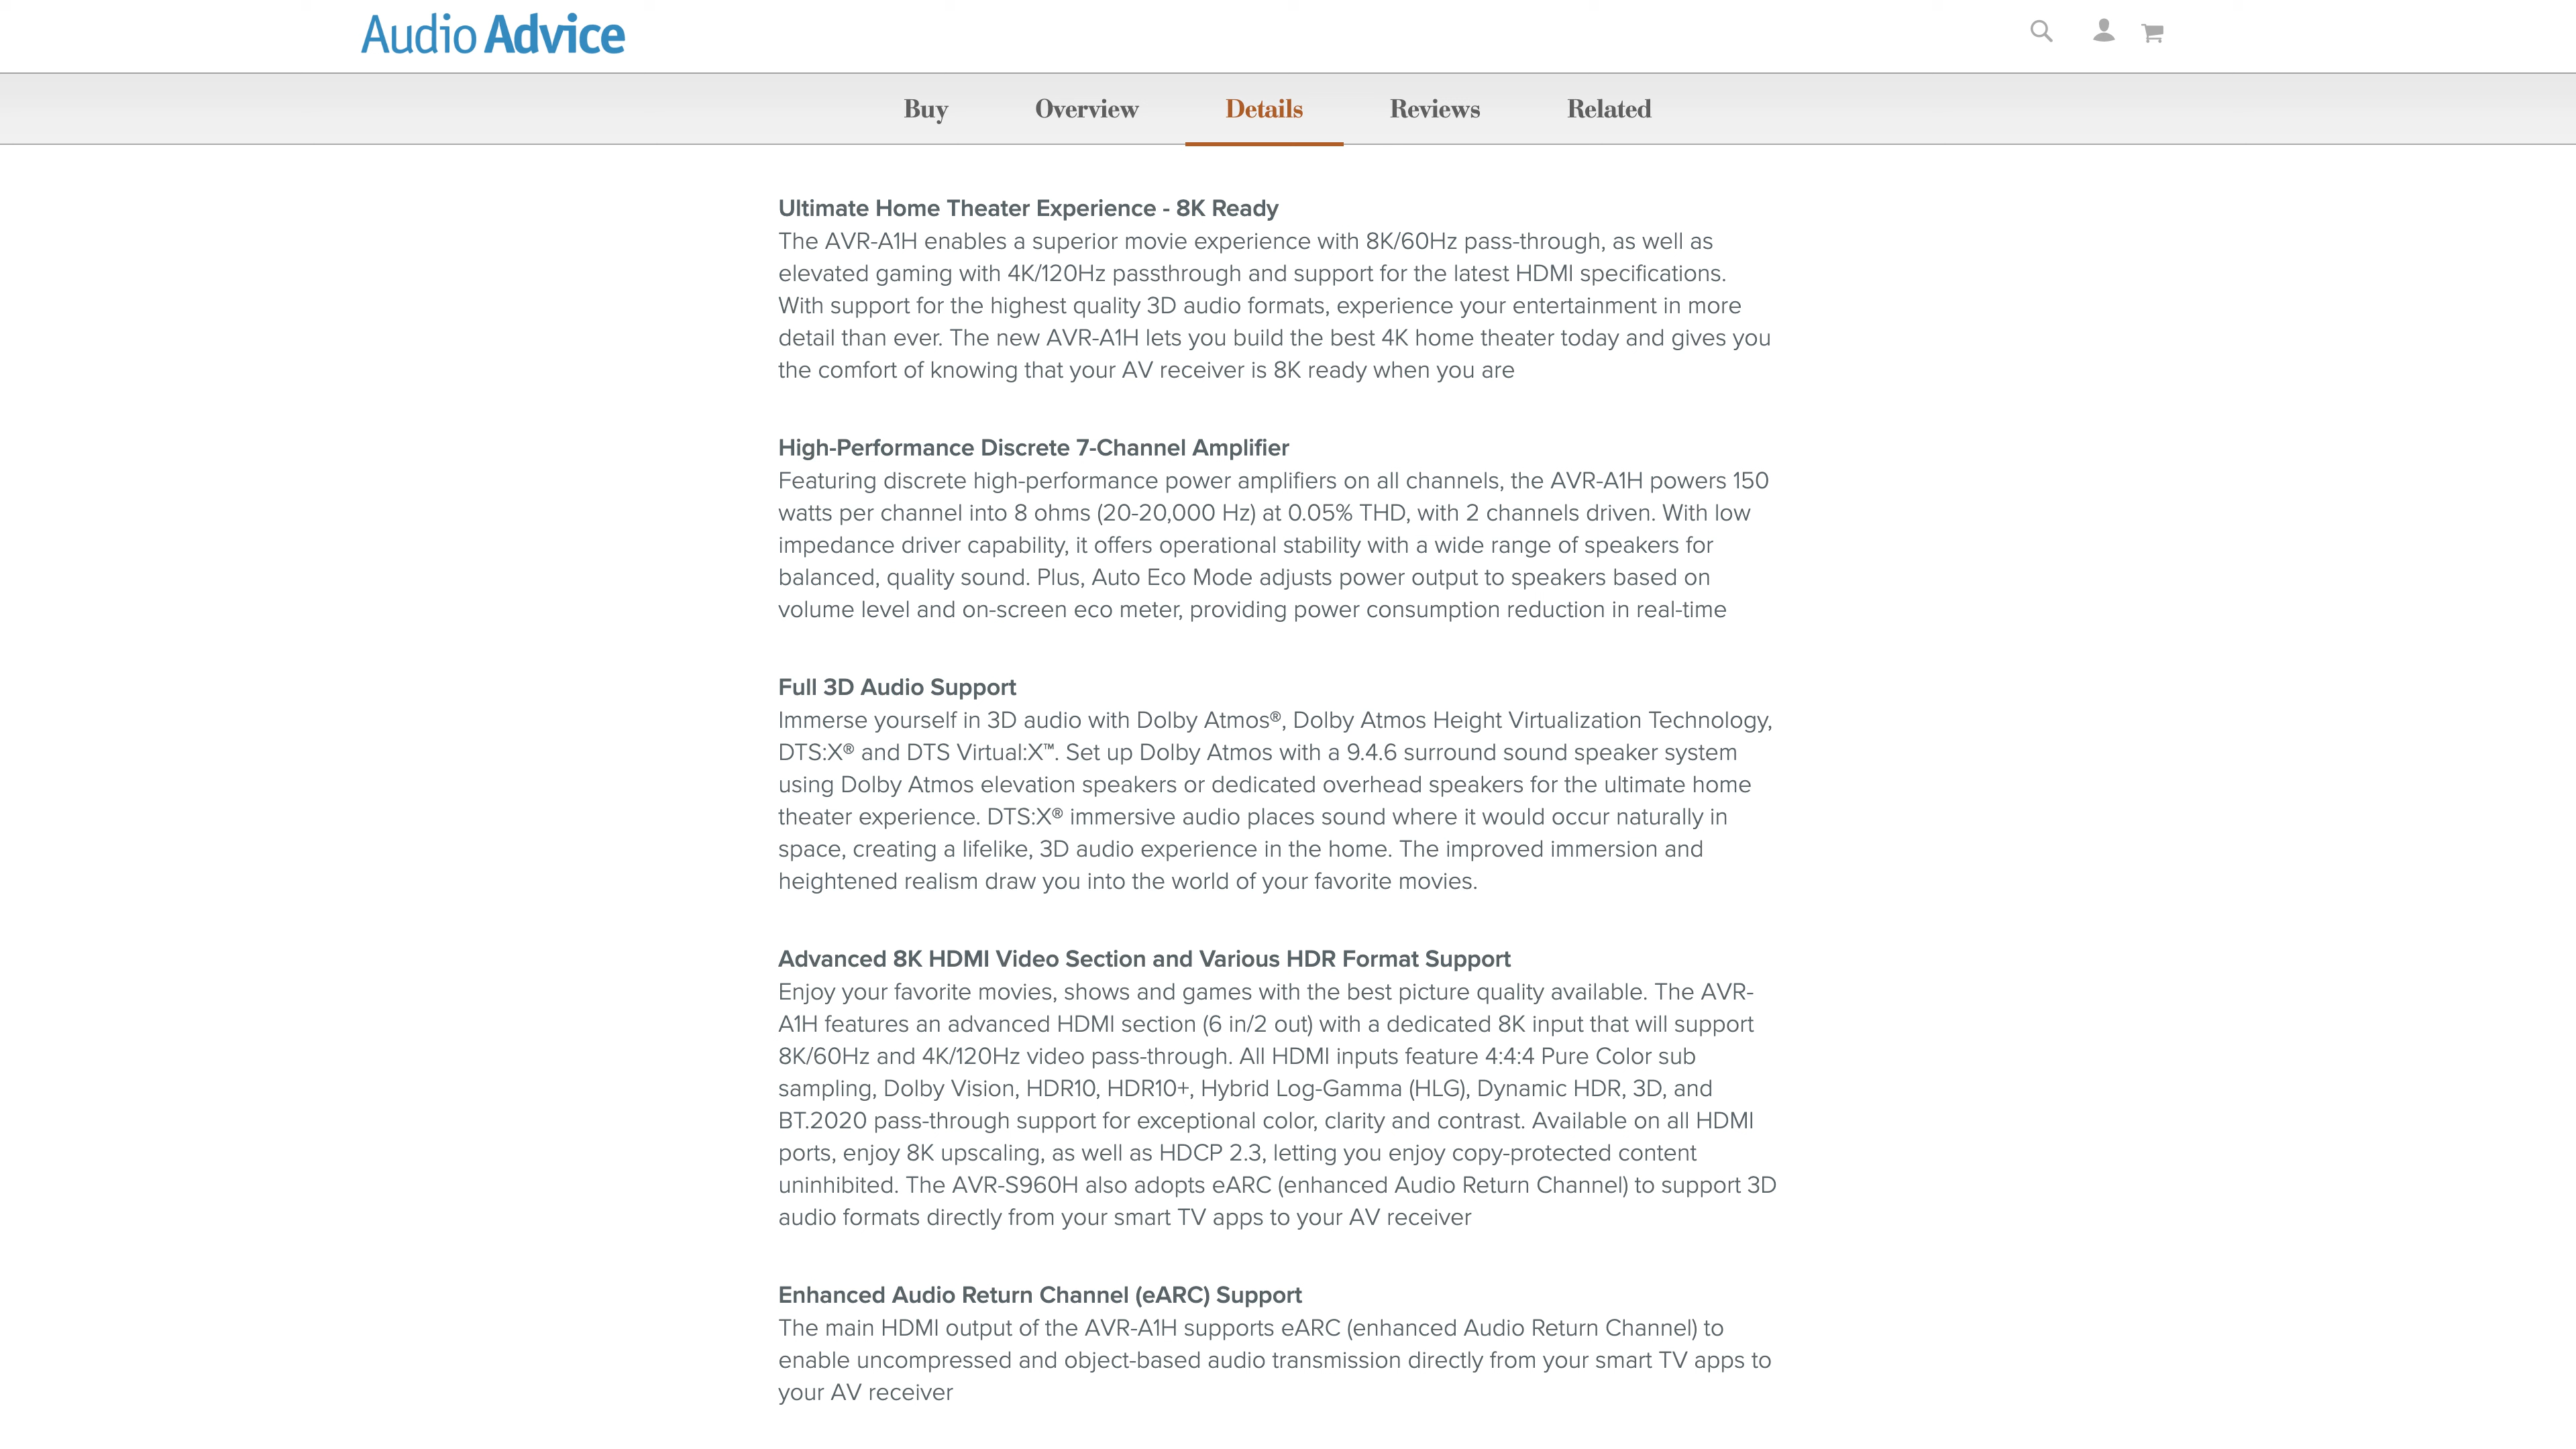 Audio Advice
Buy Overview Details Reviews Related
Ultimate Home Theater Experience - 8K Ready
The AVR-A1H enables a superior movie experience with 8K/60Hz pass-through, as well as
elevated gaming with 4K/120Hz passthrough and support for the latest HDMI specifications.
With support for the highest quality 3D audio formats, experience your entertainment in more
detail than ever. The new AVR-A1H lets you build the best 4K home theater today and gives you
the comfort of knowing that your AV receiver is 8K ready when you are
High-Performance Discrete 7-Channel Amplifier
Featuring discrete high-performance power amplifiers on all channels, the AVR-A1H powers 150
watts per channel into 8 ohms (20-20,000 Hz) at 0.05% THD, with 2 channels driven. With low
impedance driver capability, it offers operational stability with a wide range of speakers for
balanced, quality sound. Plus, Auto Eco Mode adjusts power output to speakers based on
volume level and on-screen eco meter, providing power consumption reduction in real-time
Full 3D Audio Support
Immerse yourself in 3D audio with Dolby Atmos®, Dolby Atmos Height Virtualization Technology,
DTS:X® and DTS Virtual:X™. Set up Dolby Atmos with a 9.4.6 surround sound speaker system
using Dolby Atmos elevation speakers or dedicated overhead speakers for the ultimate home
theater experience. DTS:X® immersive audio places sound where it would occur naturally in
space, creating a lifelike, 3D audio experience in the home. The improved immersion and
heightened realism draw you into the world of your favorite movies.
Advanced 8K HDMI Video Section and Various HDR Format Support
Enjoy your favorite movies, shows and games with the best picture quality available. The AVR-
A1H features an advanced HDMI section (6 in/2 out) with a dedicated 8K input that will support
8K/60Hz and 4K/120Hz video pass-through. All HDMI inputs feature 4:4:4 Pure Color sub
sampling, Dolby Vision, HDR10, HDR10+, Hybrid Log-Gamma (HLG), Dynamic HDR, 3D, and
BT.2020 pass-through support for exceptional color, clarity and contrast. Available on all HDMI
ports, enjoy 8K upscaling, as well as HDCP 2.3, letting you enjoy copy-protected content
uninhibited. The AVR-S960H also adopts eARC (enhanced Audio Return Channel) to support 3D
audio formats directly from your smart TV apps to your AV receiver
Enhanced Audio Return Channel (eARC) Support
The main HDMI output of the AVR-A1H supports eARC (enhanced Audio Return Channel) to
enable uncompressed and object-based audio transmission directly from your smart TV apps to
your AV receiver